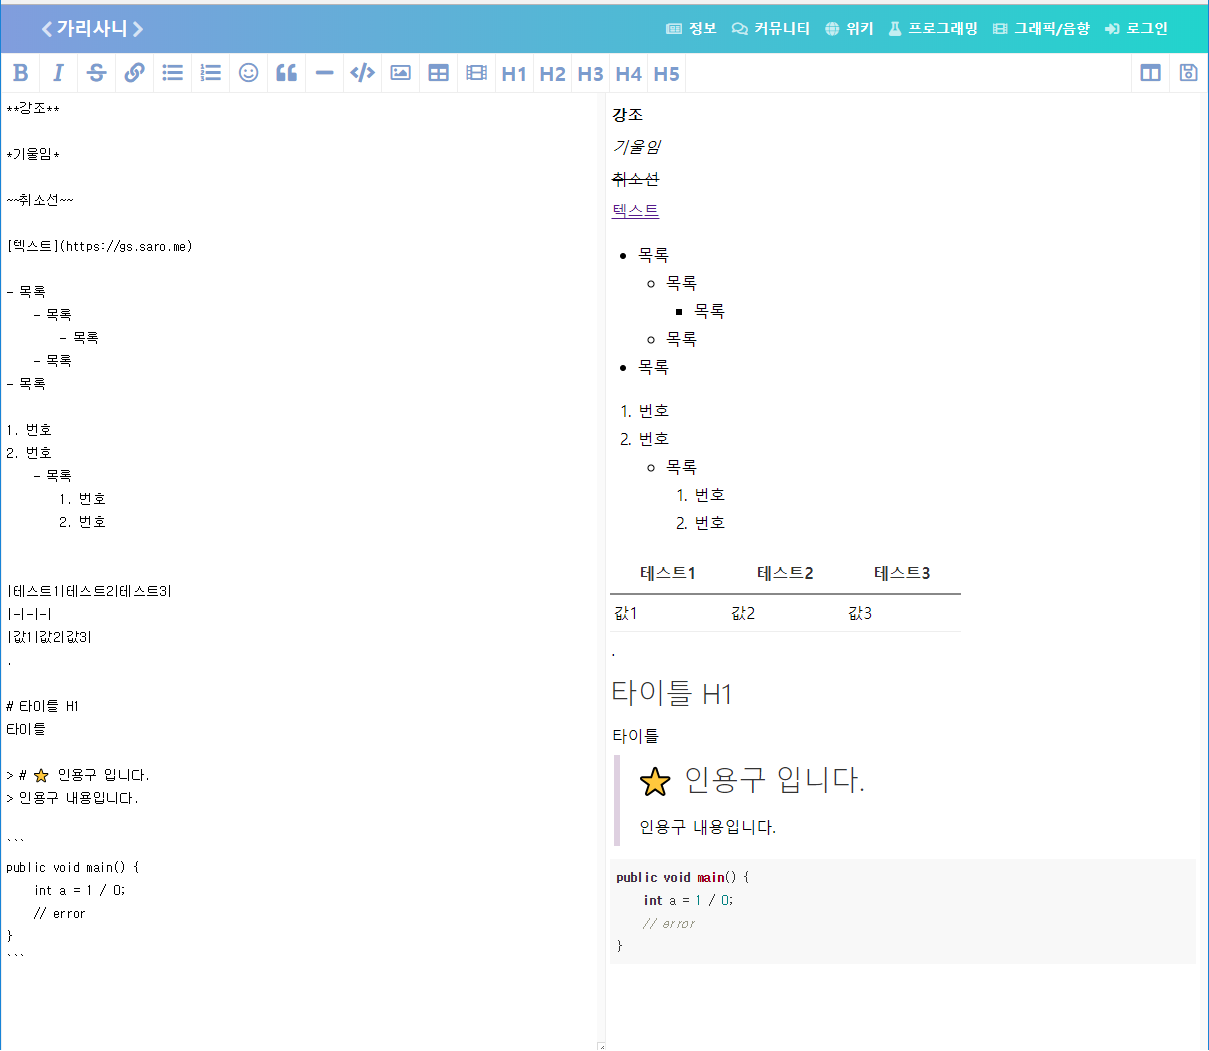 가리사니
정보 커뮤니티 위키 프로그래밍 그래픽/음향 로그인
B I S H1 H2 H3 H4 H5
**강조**
*기울임*
~~취소선~~
[텍스트](https://gs.saro.me)
- 목록
- 목록
- 목록
- 목록
- 목록
1. 번호
2. 번호
- 목록
1. 번호
2. 번호
|테스트1|테스트2|테스트3|
|-|-|-|
|값1|값2|값3|
.
# 타이틀 H1
타이틀
> # ⭐ 인용구 입니다.
> 인용구 내용입니다.
```
public void main() {
    int a = 1 / 0;
    // error
}
```
강조
기울임
취소선
텍스트
목록
목록
목록
목록
목록
1. 번호
2. 번호
목록
1. 번호
2. 번호
테스트1 테스트2 테스트3
값1 값2 값3
.
타이틀 H1
타이틀
⭐ 인용구 입니다.
인용구 내용입니다.
public void main() {
    int a = 1 / 0;
    // error
}